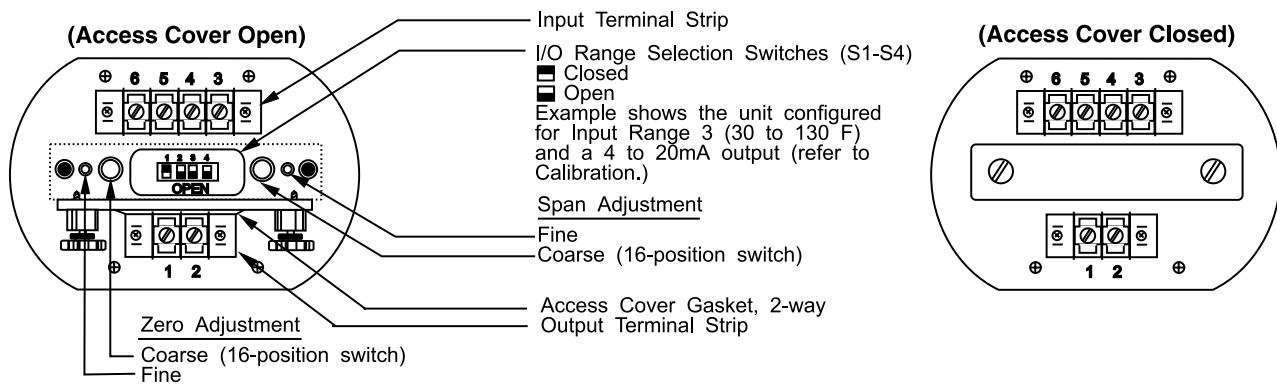 (Access Cover Open)
6 5 4 3
1 2 3 4
OPEN
1 2
Input Terminal Strip
I/O Range Selection Switches (S1-S4)
Closed
Open
Example shows the unit configured
for Input Range 3 (30 to 130 F)
and a 4 to 20mA output (refer to
Calibration.)
Span Adjustment
Fine
Coarse (16-position switch)
Access Cover Gasket, 2-way
Output Terminal Strip
Zero Adjustment
Coarse (16-position switch)
Fine
(Access Cover Closed)
6 5 4 3
1 2